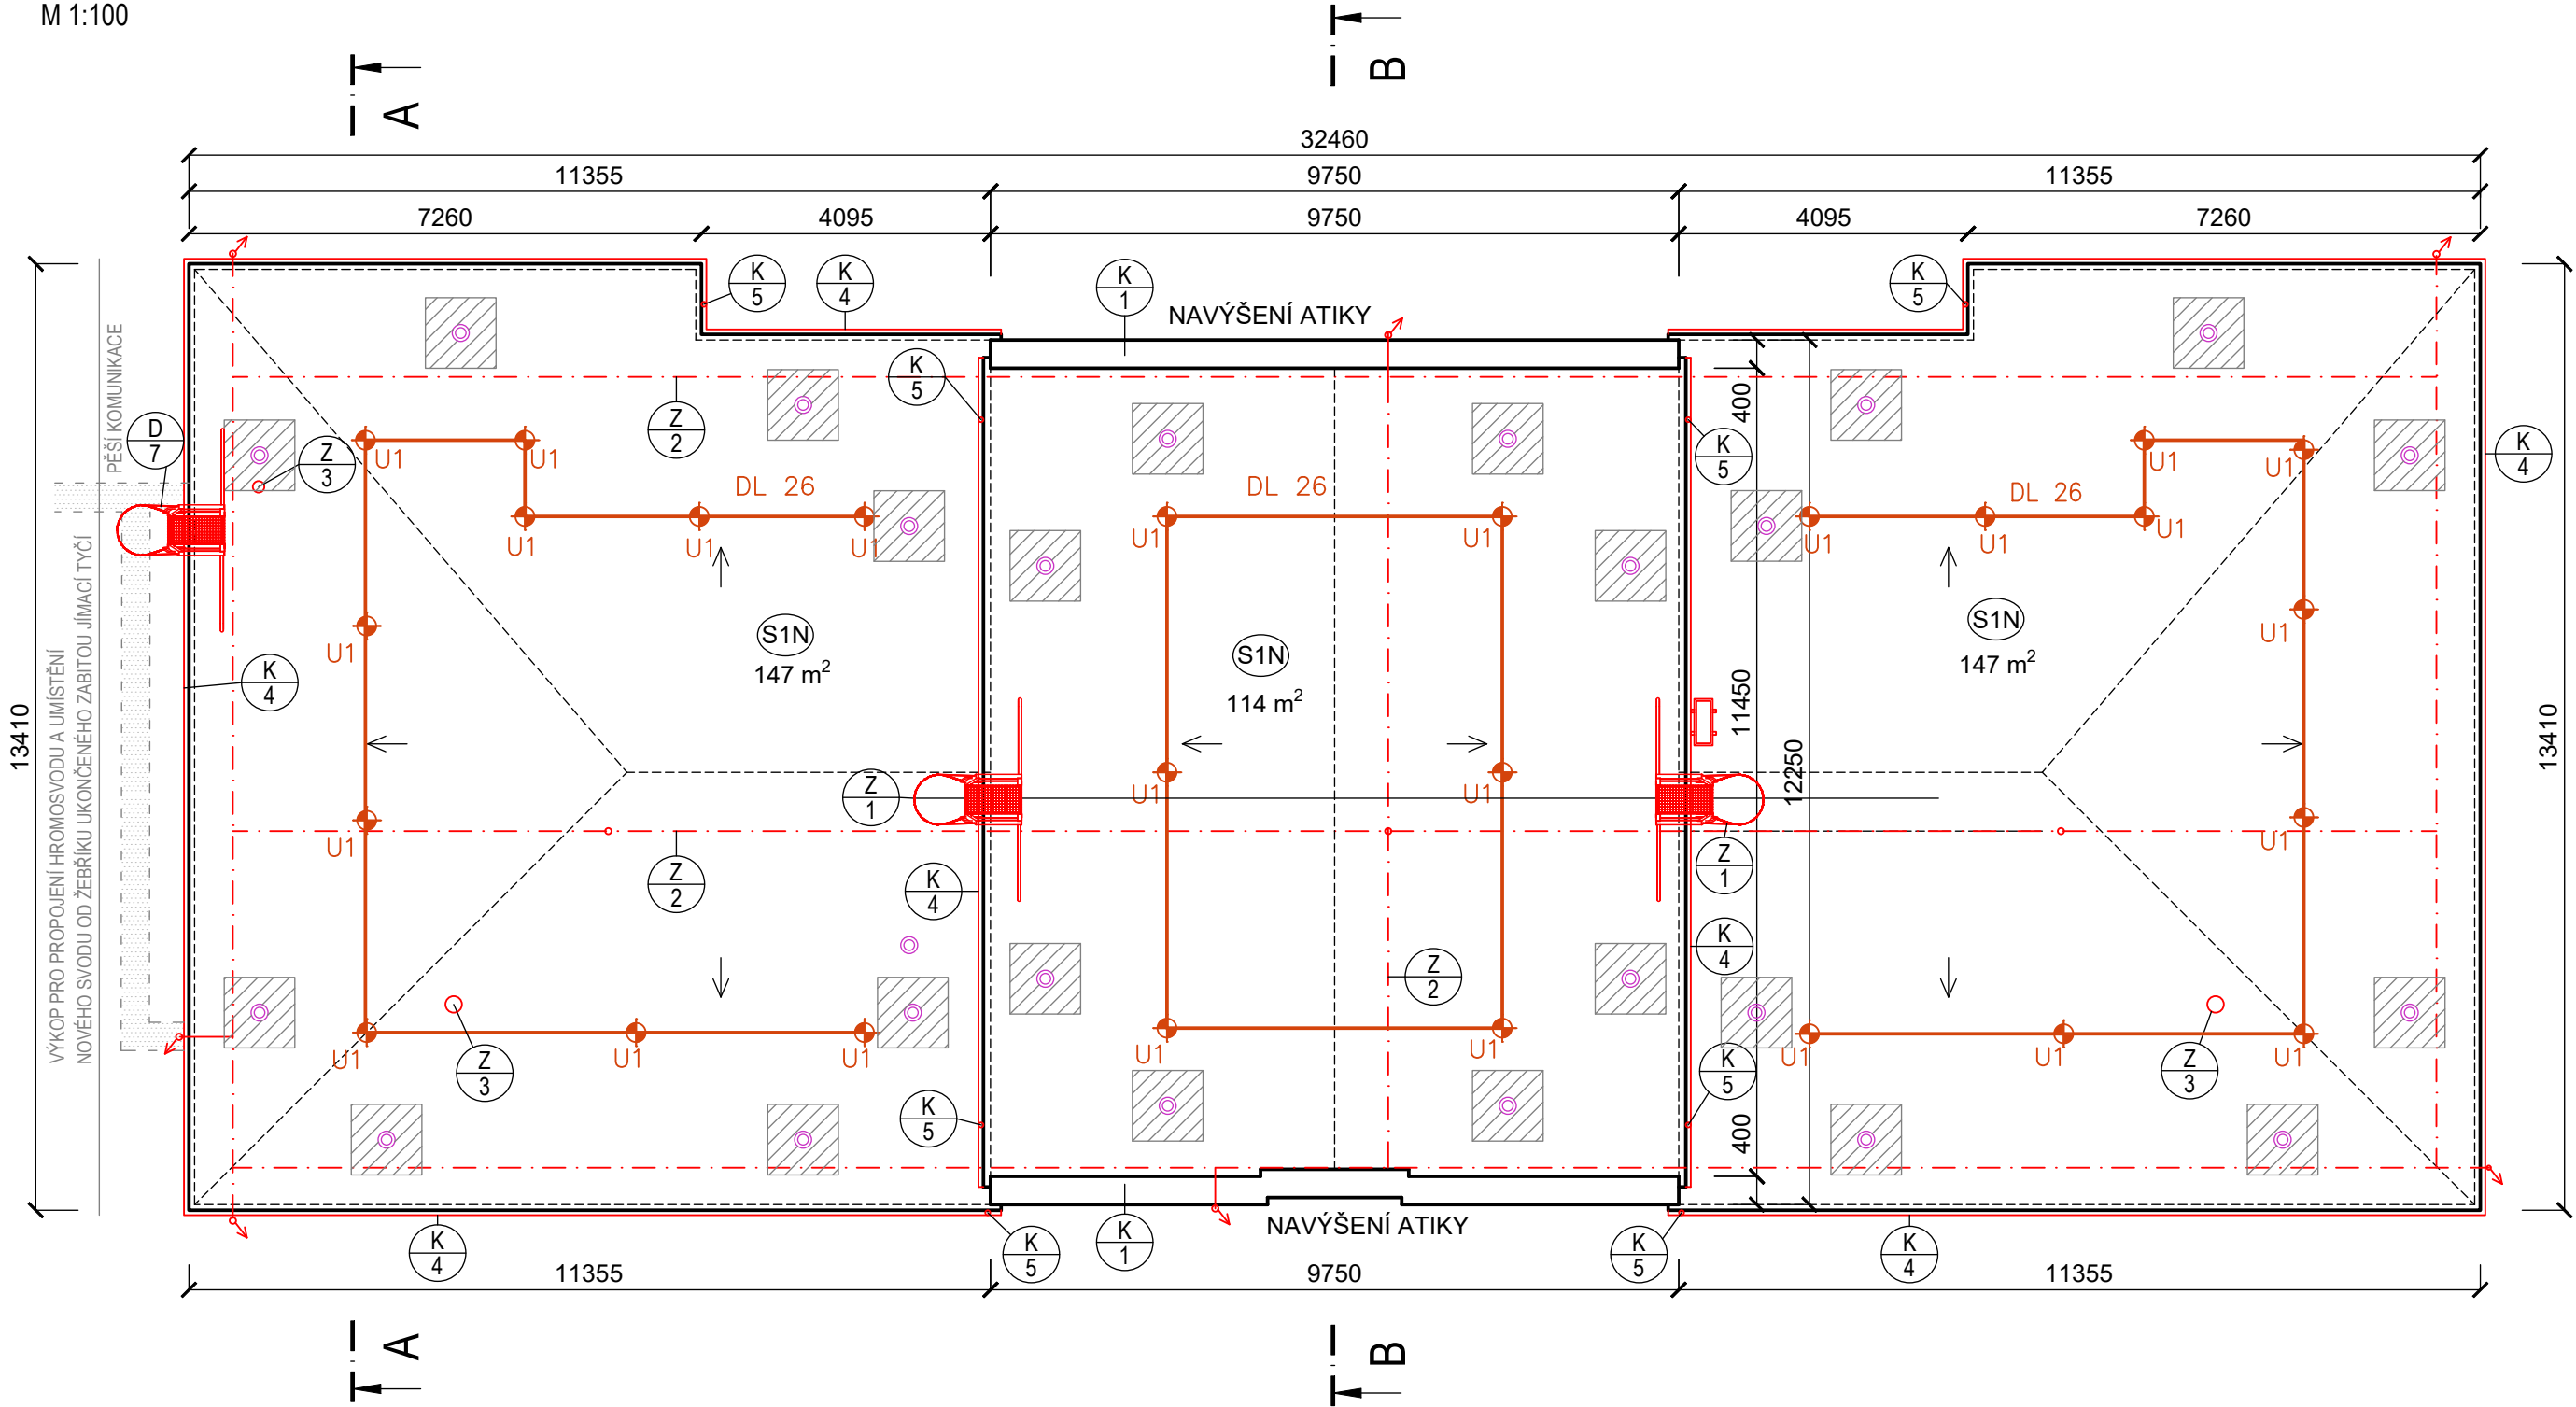 M 1:100
A
B
32460
11355
9750
11355
7260
4095
9750
4095
7260
K
5
K
4
K
1
NAVÝŠENÍ ATIKY
K
5
PĚŠÍ KOMUNIKACE
D
7
Z
3
Z
2
K
5
K
5
400
K
4
U1
U1
DL 26
DL 26
U1
U1
DL 26
U1
U1
U1
U1
U1
U1
U1
U1
U1
S1N
147 m²
S1N
114 m²
S1N
147 m²
U1
U1
K
4
11450
12250
13410
13410
VÝKOP PRO PROPOJENÍ HROMOSVODU A UMÍSTĚNÍ
NOVÉHO SVODU OD ŽEBŘÍKU UKONČENÉHO ZABITOU JÍMACÍ TYČÍ
Z
1
U1
U1
U1
U1
Z
1
Z
2
K
4
K
4
Z
2
U1
U1
U1
U1
U1
U1
U1
U1
Z
3
K
5
Z
3
K
5
400
NAVÝŠENÍ ATIKY
K
4
K
5
K
1
K
5
K
4
11355
9750
11355
A
B